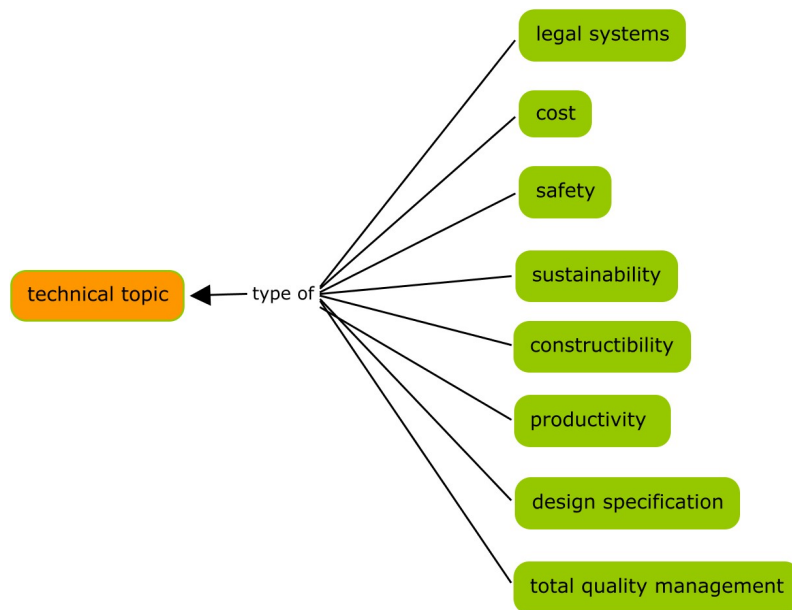 legal systems
cost
safety
sustainability
technical topic
type of
constructibility
productivity
design specification
total quality management